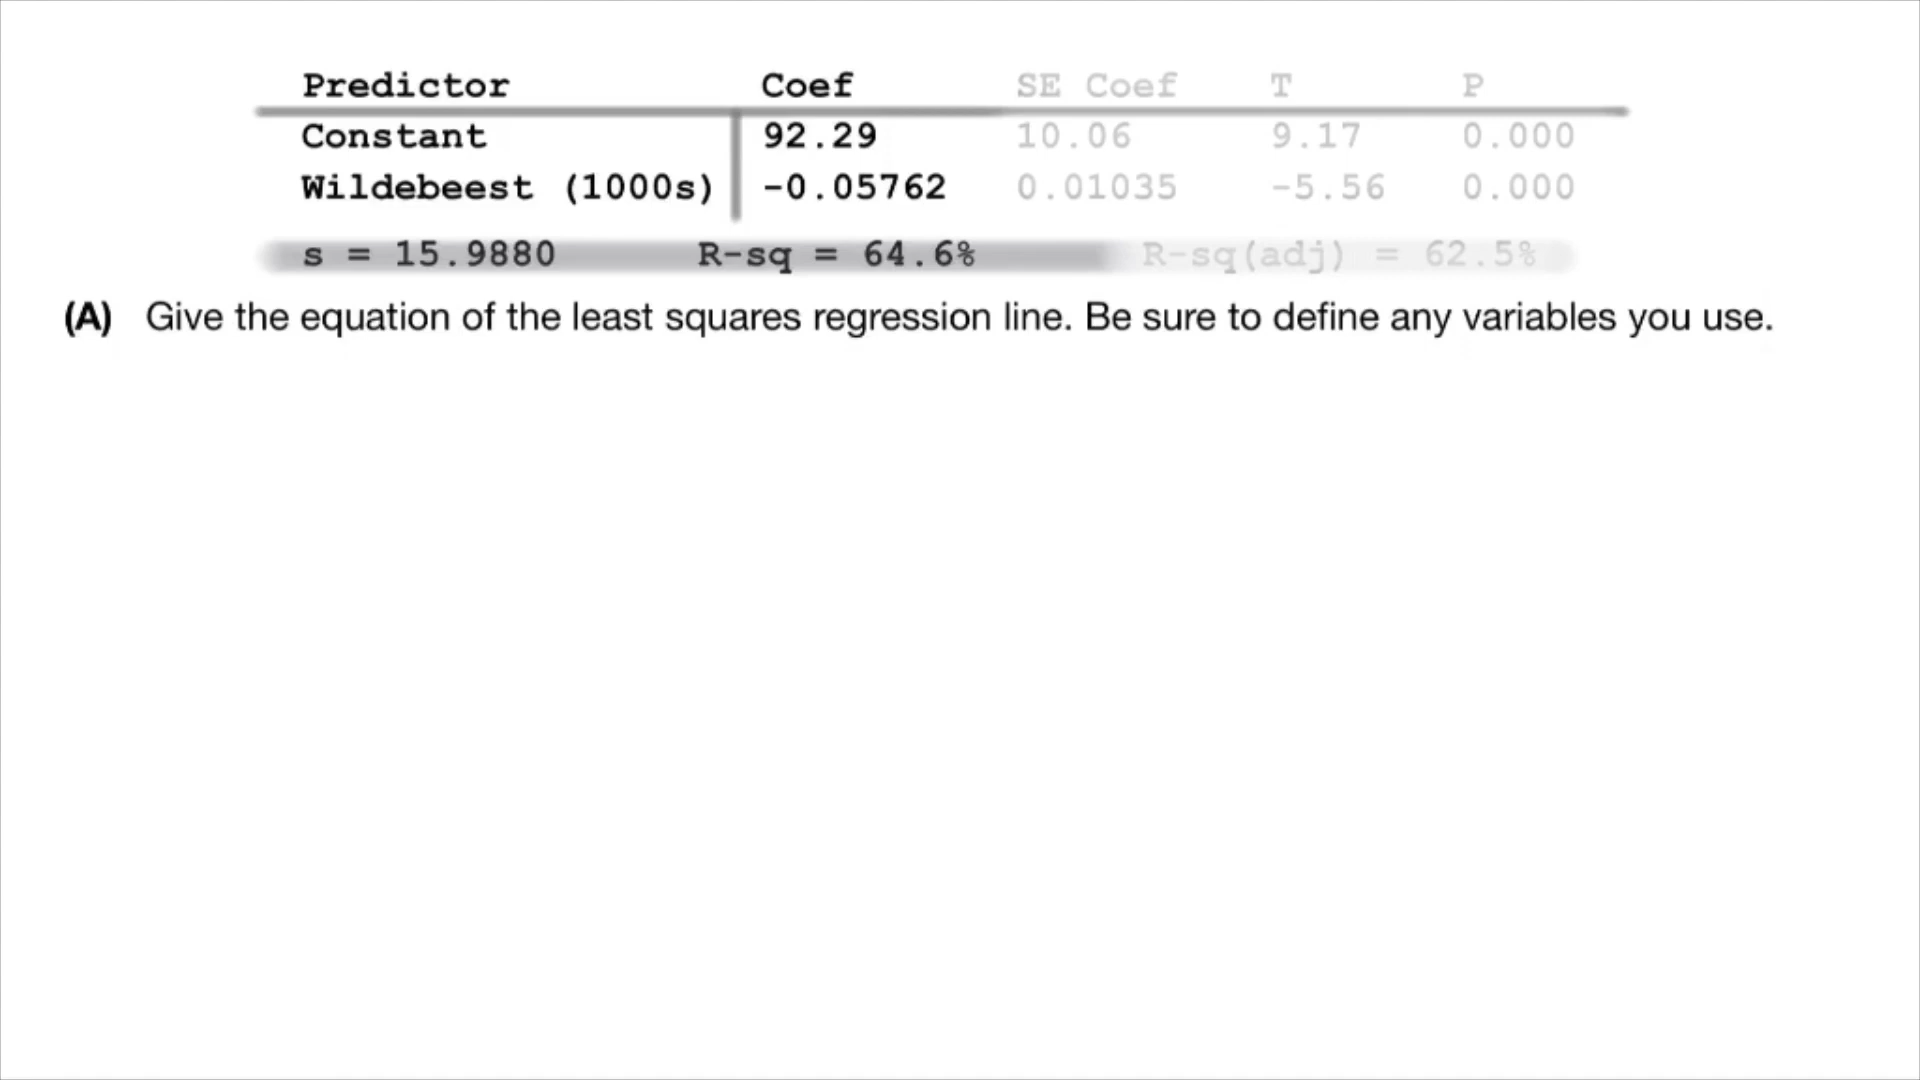 Predictor Coef SE Coef T P
Constant 92.29 10.06 9.17 0.000
Wildebeest (1000s) -0.05762 0.01035 -5.56 0.000
s = 15.9880 R-sq = 64.6% R-sq(adj) = 62.5%
(A) Give the equation of the least squares regression line. Be sure to define any variables you use.